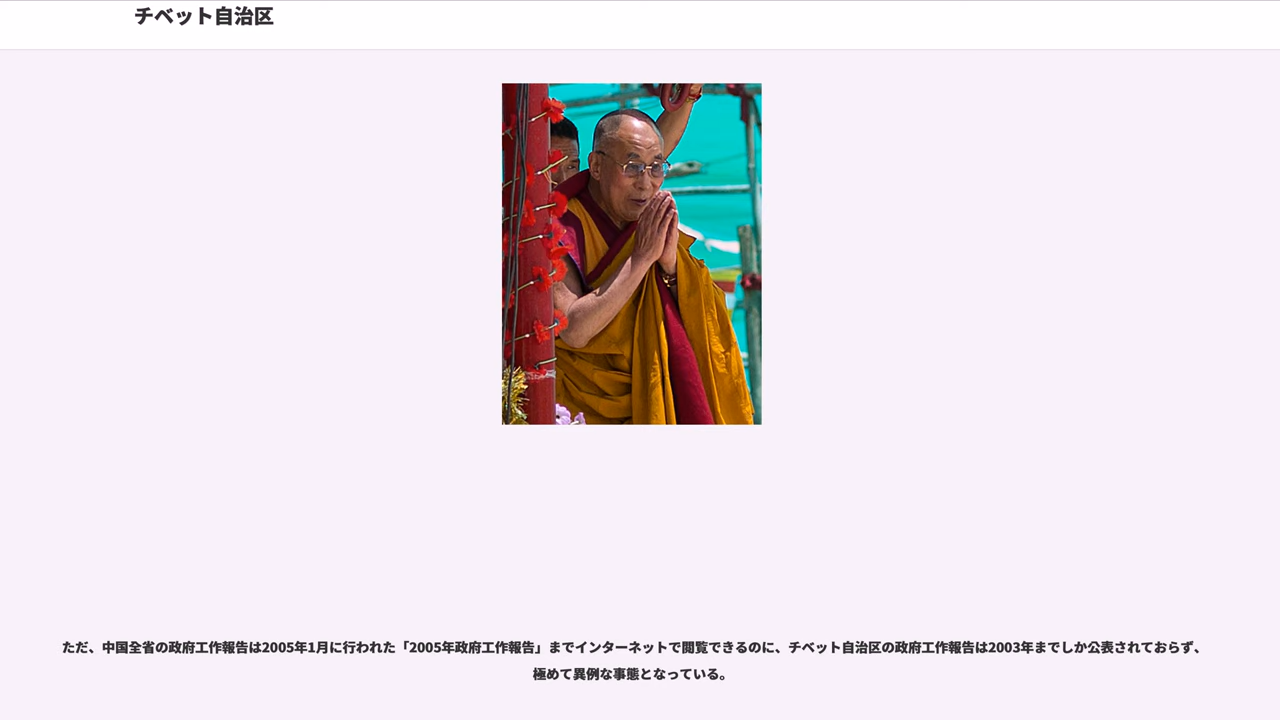 チベット自治区
ただ、中国全省の政府工作報告は2005年1月に行われた「2005年政府工作報告」までインターネットで閲覧できるのに、チベット自治区の政府工作報告は2003年までしか公表されておらず、
極めて異例な事態となっている。